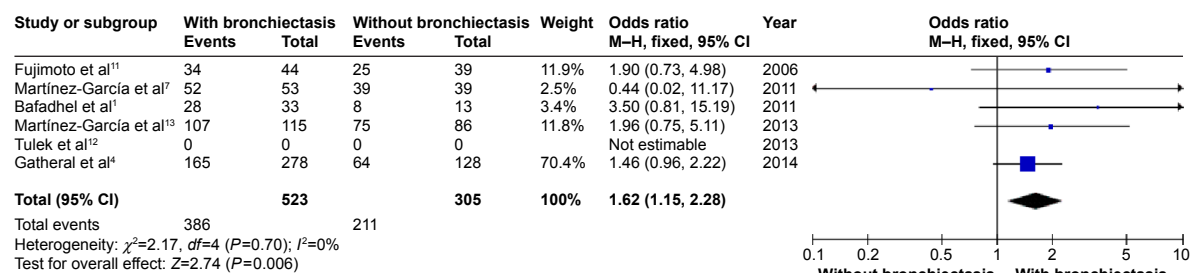 Study or subgroup With bronchiectasis Without bronchiectasis Weight Odds ratio Year Odds ratio
Events Total Events Total M–H, fixed, 95% CI M–H, fixed, 95% CI
Fujimoto et al¹¹ 34 44 25 39 11.9% 1.90 (0.73, 4.98) 2006
Martínez-García et al⁷ 52 53 39 39 2.5% 0.44 (0.02, 11.17) 2011
Bafadhel et al¹ 28 33 8 13 3.4% 3.50 (0.81, 15.19) 2011
Martínez-García et al¹³ 107 115 75 86 11.8% 1.96 (0.75, 5.11) 2013
Tulek et al¹² 0 0 0 0 Not estimable 2013
Gatheral et al⁴ 165 278 64 128 70.4% 1.46 (0.96, 2.22) 2014
Total (95% CI) 523 305 100% 1.62 (1.15, 2.28)
Total events 386 211
Heterogeneity: χ²=2.17, df=4 (P=0.70); I²=0%
Test for overall effect: Z=2.74 (P=0.006)
0.1 0.2 0.5 1 2 5 10
Without bronchiectasis With bronchiectasis